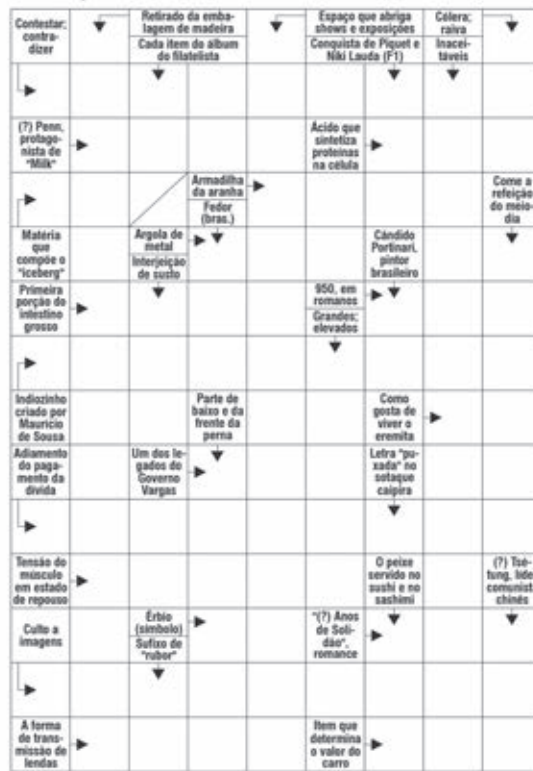 Contestar;
contra-
dizer
Retirado da emba-
lagem de madeira
Cada item do álbum
do filatelista
Espaço que abriga
shows e exposições
Conquista de Piquet e
Niki Lauda (F1)
Cólera;
raiva
Inacei-
táveis
(?) Penn,
protago-
nista de
"Milk"
Ácido que
sintetiza
proteínas
na célula
Armadilha
da aranha
Fedor
(bras.)
Come a
refeição
do meio-
dia
Matéria
que
compõe o
"iceberg"
Argola de
metal
Interjeição
de susto
Cândido
Portinari,
pintor
brasileiro
Primeira
porção do
intestino
grosso
950, em
romanos
Grandes;
elevados
Indiozinho
criado por
Mauricio
de Sousa
Parte de
baixo e da
frente da
perna
Como
gosta de
viver o
eremita
Adiamento
do paga-
mento da
dívida
Um dos le-
gados do
Governo
Vargas
Letra "pu-
xada" no
sotaque
caipira
Tensão do
músculo
em estado
de repouso
O peixe
servido no
sushi e no
sashimi
(?) Tsé-
tung, líder
comunista
chinês
Culto a
imagens
Érbio
(símbolo)
Sufixo de
"rubor"
"(?) Anos
de Soli-
dão",
romance
A forma
de trans-
missão de
lendas
Item que
determina
o valor do
carro